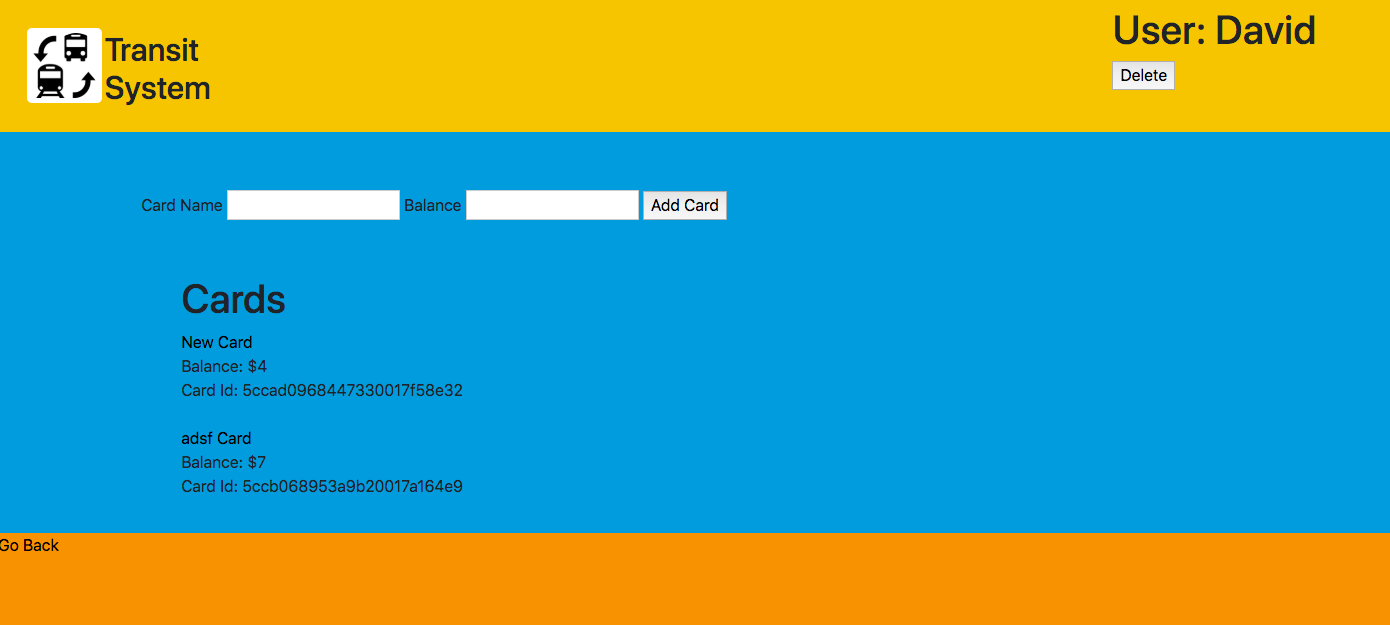 Transit
System
User: David
Delete
Card Name Balance Add Card
Cards
New Card
Balance: $4
Card Id: 5ccad0968447330017f58e32
adsf Card
Balance: $7
Card Id: 5ccb068953a9b20017a164e9
Go Back